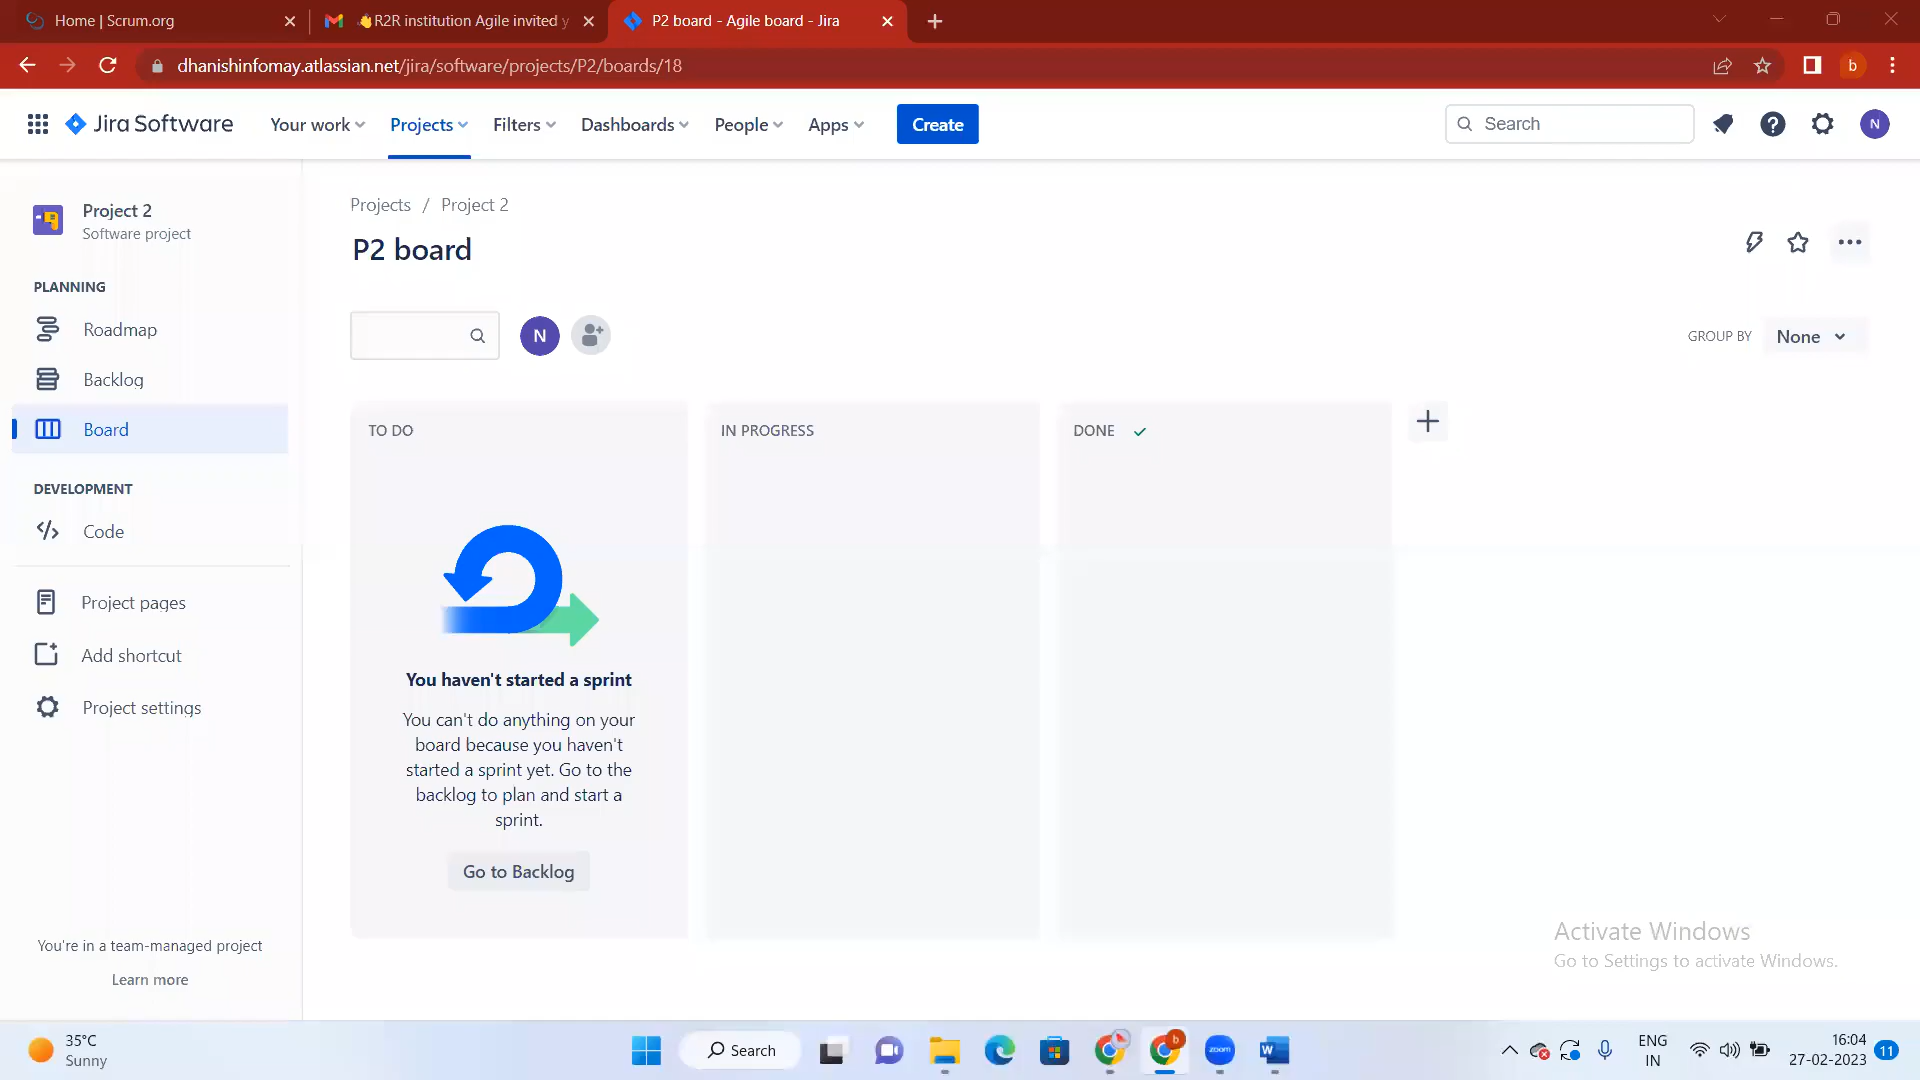 Home | Scrum.org
R2R institution Agile invited y
P2 board - Agile board - Jira
dhanishinfomay.atlassian.net/jira/software/projects/P2/boards/18
b
Jira Software
Your work
Projects
Filters
Dashboards
People
Apps
Create
Search
N
Project 2
Software project
PLANNING
Roadmap
Backlog
Board
DEVELOPMENT
Code
Project pages
Add shortcut
Project settings
You're in a team-managed project
Learn more
Projects / Project 2
P2 board
N
GROUP BY
None
TO DO
IN PROGRESS
DONE
You haven't started a sprint
You can't do anything on your
board because you haven't
started a sprint yet. Go to the
backlog to plan and start a
sprint.
Go to Backlog
Activate Windows
Go to Settings to activate Windows.
35°C
Sunny
Search
b
zoom
W
ENG
IN
16:04
27-02-2023
11